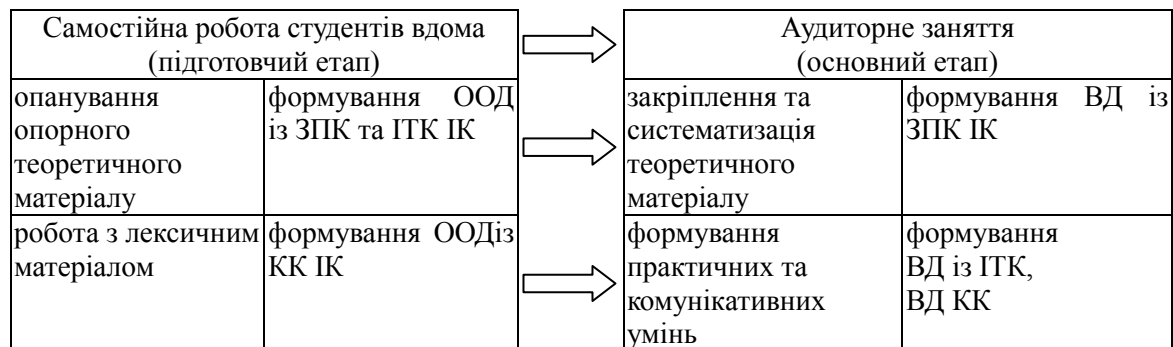 Самостійна робота студентів вдома
(підготовчий етап)
Аудиторне заняття
(основний етап)
опанування
опорного
теоретичного
матеріалу
формування ООД
із ЗПК та ІТК ІК
закріплення та
систематизація
теоретичного
матеріалу
формування ВД із
ЗПК ІК
робота з лексичним
матеріалом
формування ООДіз
КК ІК
формування
практичних та
комунікативних
умінь
формування
ВД із ІТК,
ВД КК